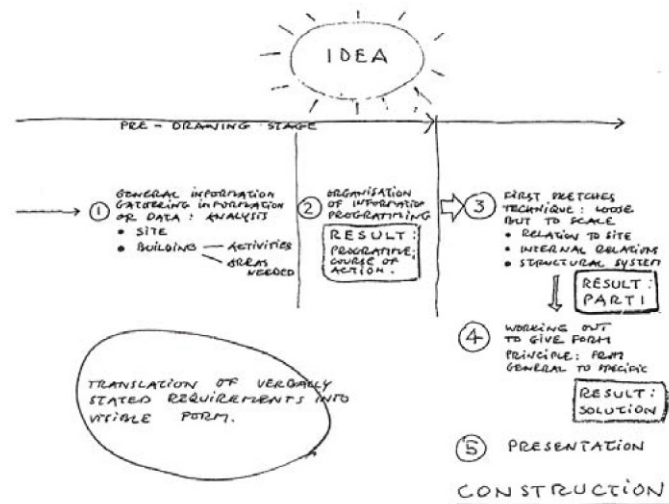 IDEA
PRE-DRAWING STAGE
1
GENERAL INFORMATION
GATHERING INFORMATION
OR DATA: ANALYSIS
• SITE
• BUILDING — ACTIVITIES
AREAS
NEEDED
2
ORGANISATION
OF INFORMATION
PROGRAMMING
RESULT:
PROGRAMME;
COURSE OF
ACTION.
3
FIRST SKETCHES
TECHNIQUE: LOOSE
BUT TO SCALE
• RELATION TO SITE
• INTERNAL RELATIONS
• STRUCTURAL SYSTEM
RESULT:
PART 1
4
WORKING OUT
TO GIVE FORM
PRINCIPLE: FROM
GENERAL TO SPECIFIC
RESULT:
SOLUTION
5 PRESENTATION
CONSTRUCTION
TRANSLATION OF VERBALLY
STATED REQUIREMENTS INTO
VISIBLE FORM.